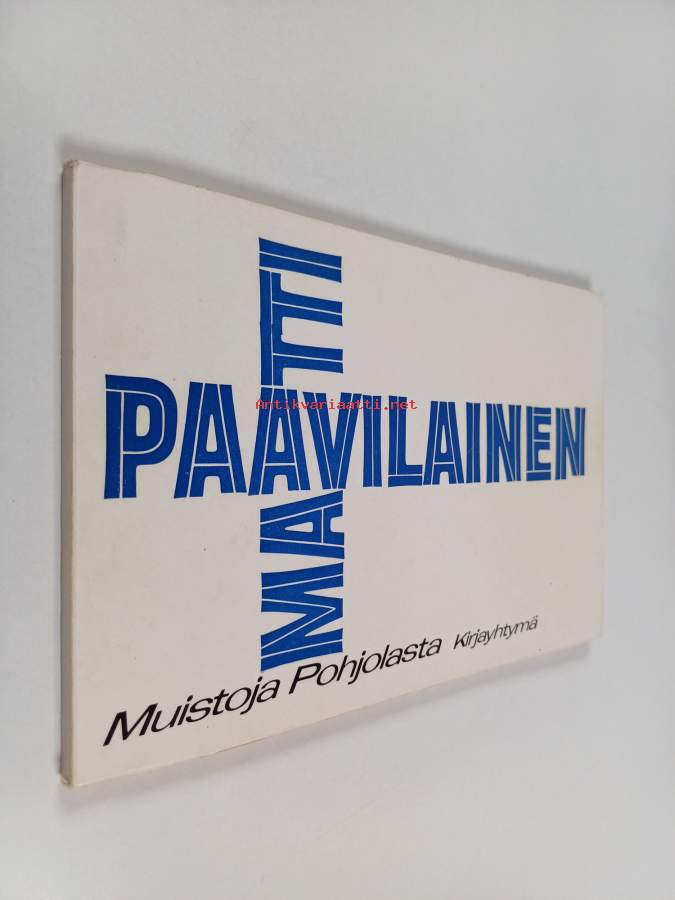 MATTI
PAAVILAINEN
Antikvariaatti.net
Muistoja Pohjolasta Kirjayhtymä